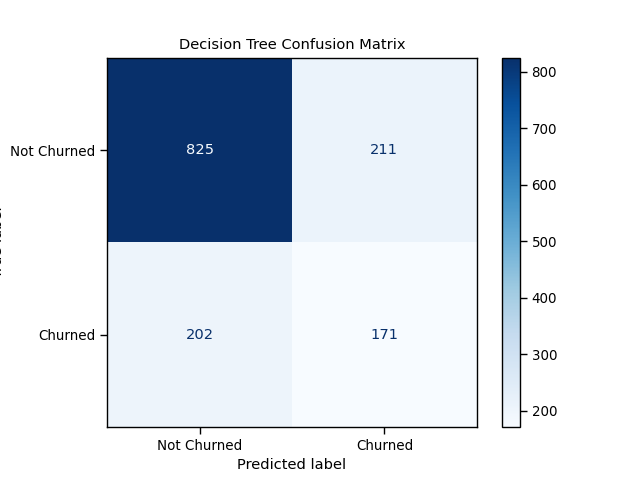 Decision Tree Confusion Matrix
Not Churned
825
211
Churned
202
171
Not Churned
Churned
Predicted label
800
700
600
500
400
300
200